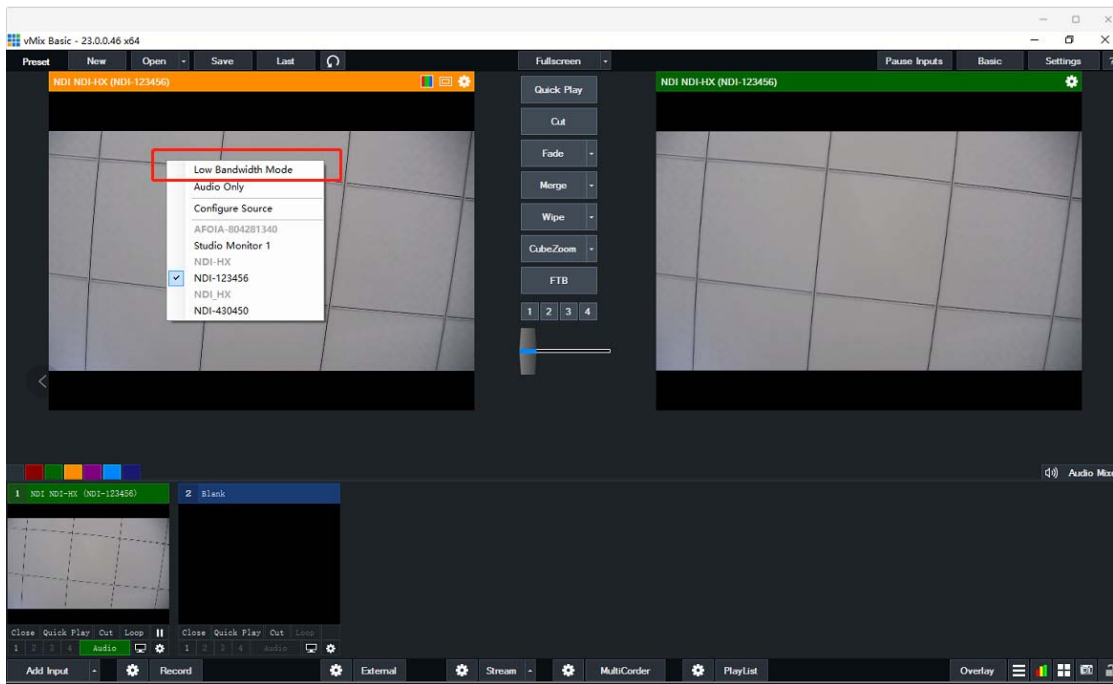 vMix Basic - 23.0.0.46 x64
Preset New Open Save Last Fullscreen Pause Inputs Basic Settings ?
NDI NDI-HX (NDI-123456)
Low Bandwidth Mode
Audio Only
Configure Source
AFOIA-804281340
Studio Monitor 1
NDI-HX
NDI-123456
NDI_HX
NDI-430450
Quick Play
Cut
Fade
Merge
Wipe
CubeZoom
FTB
1 2 3 4
NDI NDI-HX (NDI-123456)
Audio Mixe
1 NDI NDI-HX (NDI-123456)
2 Blank
Close Quick Play Cut Loop
1 2 3 4 Audio
Close Quick Play Cut Loop
1 2 3 4 Audio
Add Input Record External Stream MultiCorder PlayList Overlay